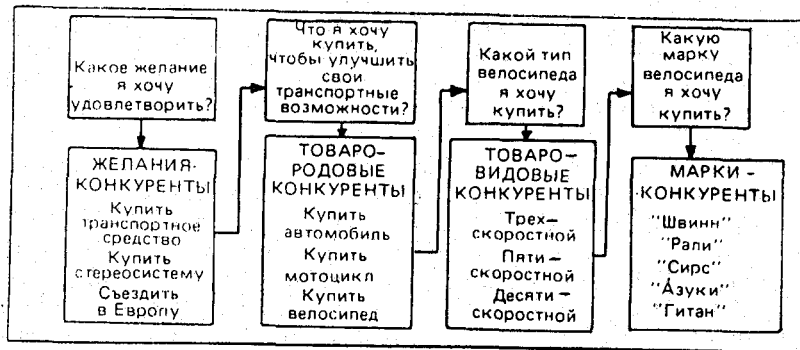 Какое желание
я хочу
удовлетворить?
ЖЕЛАНИЯ-
КОНКУРЕНТЫ
Купить
транспортное
средство
Купить
стереосистему
Съездить
в Европу
Что я хочу
купить,
чтобы улучшить
свои
транспортные
возможности?
ТОВАРО-
РОДОВЫЕ
КОНКУРЕНТЫ
Купить
автомобиль
Купить
мотоцикл
Купить
велосипед
Какой тип
велосипеда
я хочу
купить?
ТОВАРО-
ВИДОВЫЕ
КОНКУРЕНТЫ
Трех-
скоростной
Пяти-
скоростной
Десяти-
скоростной
Какую
марку
велосипеда
я хочу
купить?
МАРКИ-
КОНКУРЕНТЫ
"Швинн"
"Рали"
"Сирс"
"Азуки"
"Гитан"